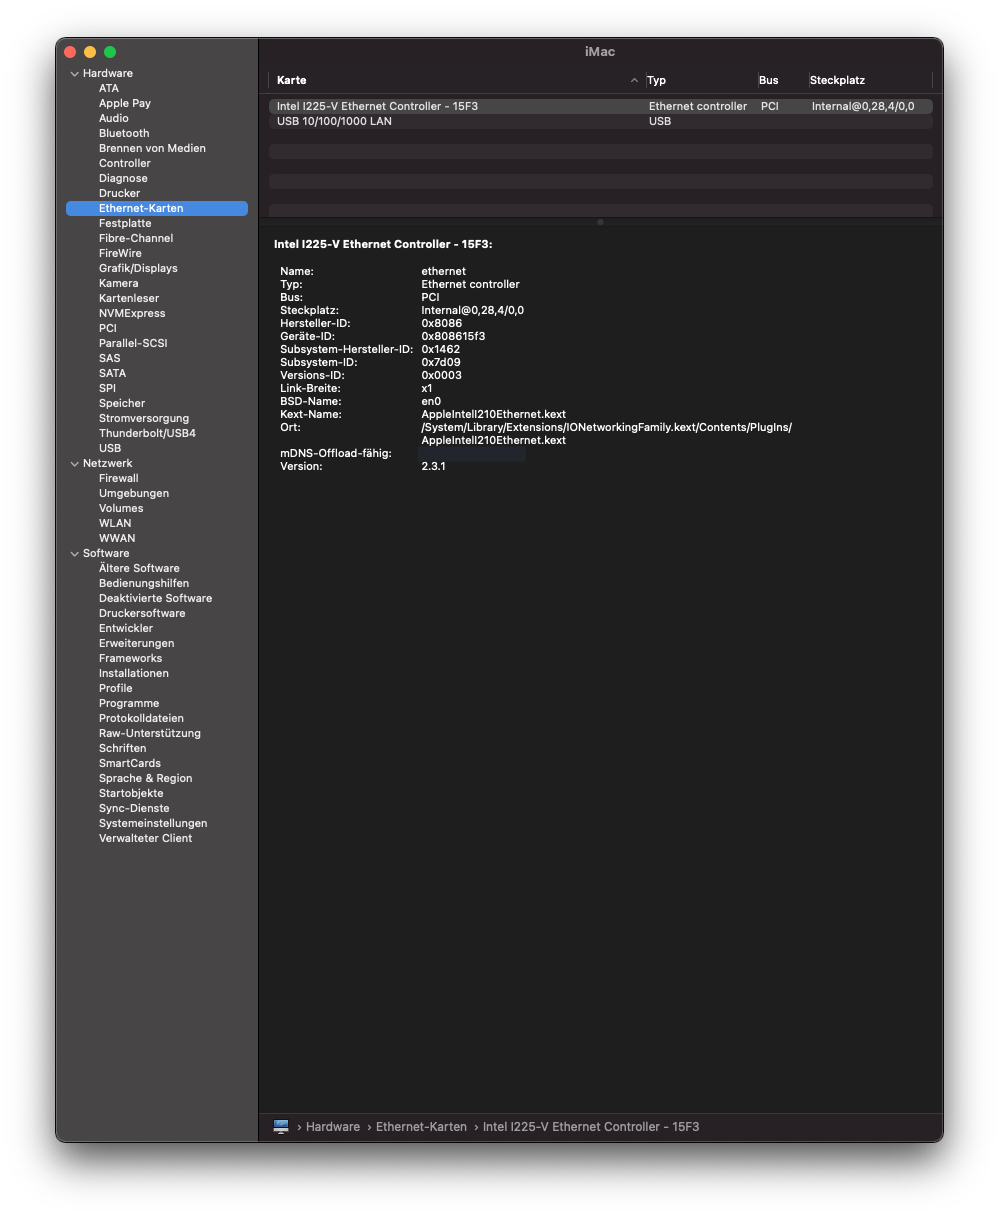 iMac
Hardware
ATA
Apple Pay
Audio
Bluetooth
Brennen von Medien
Controller
Diagnose
Drucker
Ethernet-Karten
Festplatte
Fibre-Channel
FireWire
Grafik/Displays
Kamera
Kartenleser
NVMExpress
PCI
Parallel-SCSI
SAS
SATA
SPI
Speicher
Stromversorgung
Thunderbolt/USB4
USB
Netzwerk
Firewall
Umgebungen
Volumes
WLAN
WWAN
Software
Ältere Software
Bedienungshilfen
Deaktivierte Software
Druckersoftware
Entwickler
Erweiterungen
Frameworks
Installationen
Profile
Programme
Protokolldateien
Raw-Unterstützung
Schriften
SmartCards
Sprache & Region
Startobjekte
Sync-Dienste
Systemeinstellungen
Verwalteter Client
Karte Typ Bus Steckplatz
Intel I225-V Ethernet Controller - 15F3 Ethernet controller PCI Internal@0,28,4/0,0
USB 10/100/1000 LAN USB
Intel I225-V Ethernet Controller - 15F3:
Name: ethernet
Typ: Ethernet controller
Bus: PCI
Steckplatz: Internal@0,28,4/0,0
Hersteller-ID: 0x8086
Geräte-ID: 0x808615f3
Subsystem-Hersteller-ID: 0x1462
Subsystem-ID: 0x7d09
Versions-ID: 0x0003
Link-Breite: x1
BSD-Name: en0
Kext-Name: AppleIntelI210Ethernet.kext
Ort: /System/Library/Extensions/IONetworkingFamily.kext/Contents/PlugIns/
AppleIntelI210Ethernet.kext
mDNS-Offload-fähig:
Version: 2.3.1
› Hardware › Ethernet-Karten › Intel I225-V Ethernet Controller - 15F3